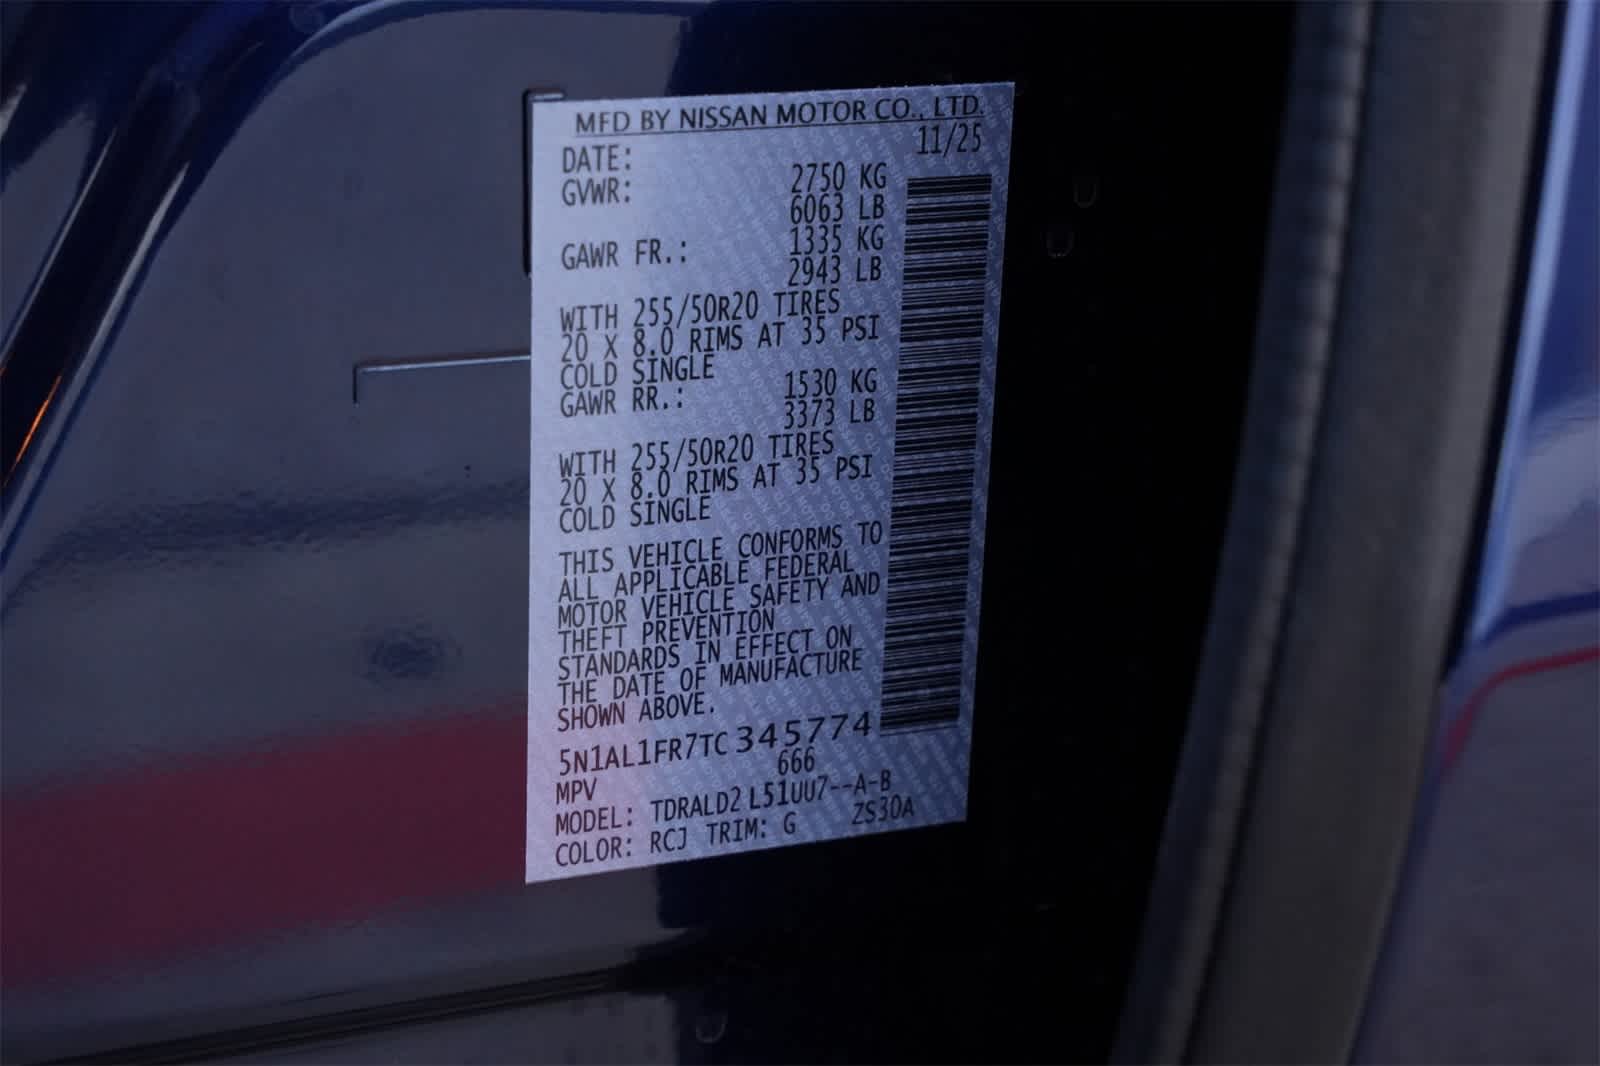 MFD BY NISSAN MOTOR CO., LTD.
DATE: 11/25
GVWR: 2750 KG
6063 LB
GAWR FR.: 1335 KG
2943 LB
WITH 255/50R20 TIRES
20 X 8.0 RIMS AT 35 PSI
COLD SINGLE
GAWR RR.: 1530 KG
3373 LB
WITH 255/50R20 TIRES
20 X 8.0 RIMS AT 35 PSI
COLD SINGLE
THIS VEHICLE CONFORMS TO
ALL APPLICABLE FEDERAL
MOTOR VEHICLE SAFETY AND
THEFT PREVENTION
STANDARDS IN EFFECT ON
THE DATE OF MANUFACTURE
SHOWN ABOVE.
5N1AL1FR7TC345774
MPV 666
MODEL: TDRALD2 L51UU7--A-B
COLOR: RCJ TRIM: G ZS30A